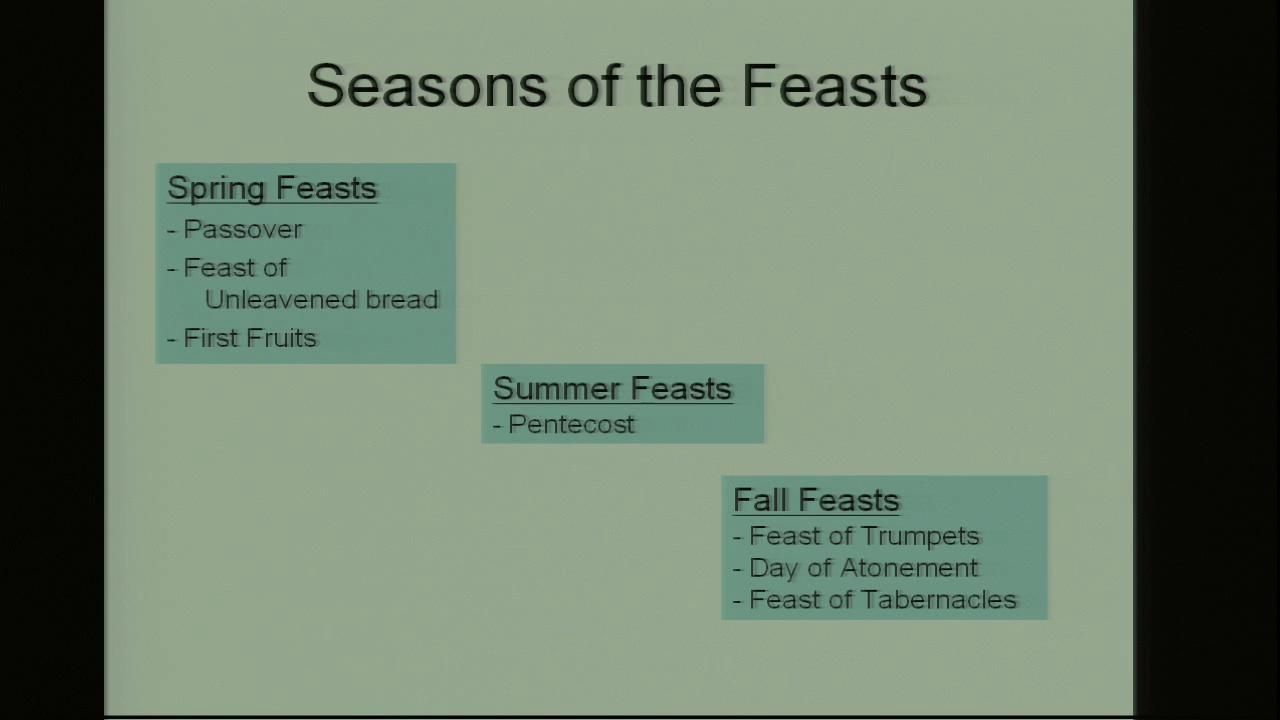 Seasons of the Feasts
Spring Feasts
- Passover
- Feast of
Unleavened bread
- First Fruits
Summer Feasts
- Pentecost
Fall Feasts
- Feast of Trumpets
- Day of Atonement
- Feast of Tabernacles